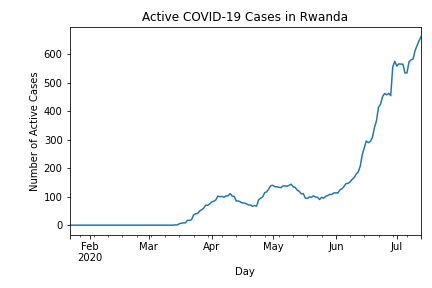 Active COVID-19 Cases in Rwanda
600
500
400
300
200
100
0
Number of Active Cases
Feb Mar Apr May Jun Jul
2020
Day